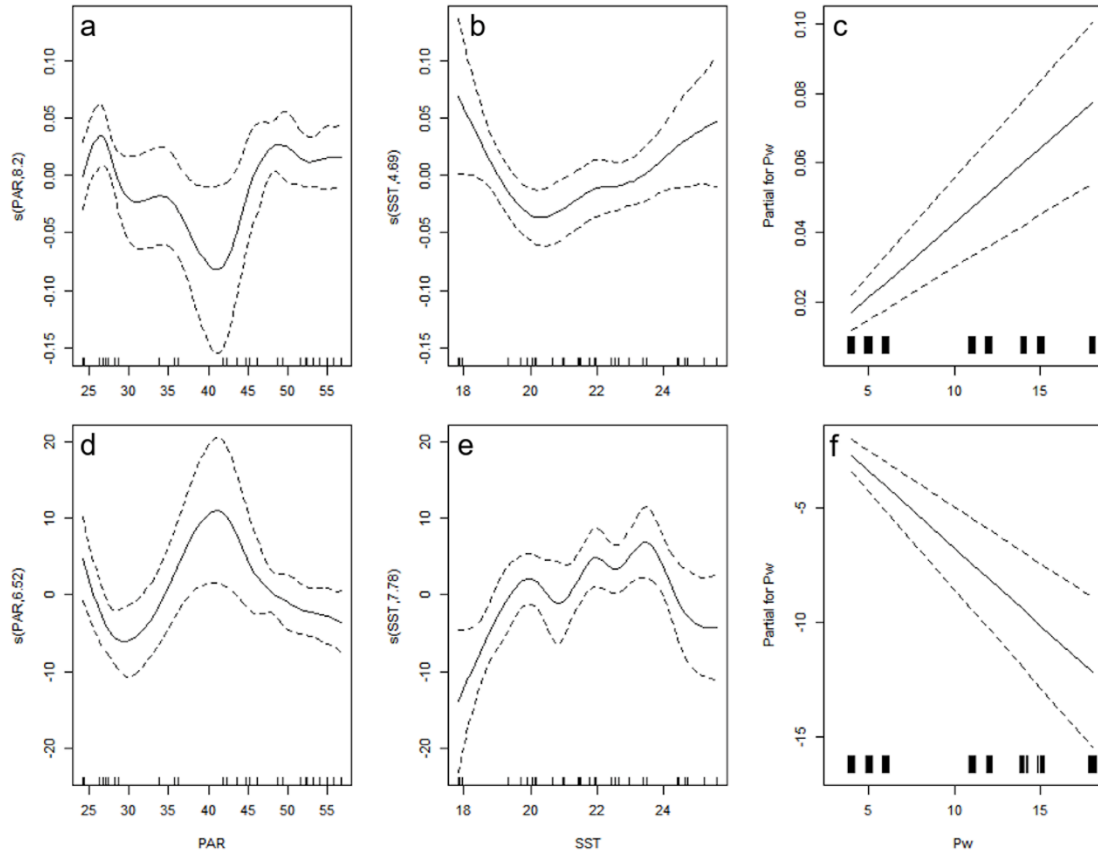 a
s(PAR,8.2)
0.10
0.05
0.00
-0.05
-0.10
-0.15
25 30 35 40 45 50 55
b
s(SST,4.69)
0.10
0.05
0.00
-0.05
-0.10
-0.15
18 20 22 24
c
Partial for Pw
0.10
0.08
0.06
0.04
0.02
5 10 15
d
s(PAR,6.52)
20
10
0
-10
-20
25 30 35 40 45 50 55
PAR
e
s(SST,7.78)
20
10
0
-10
-20
18 20 22 24
SST
f
Partial for Pw
-5
-10
-15
5 10 15
Pw